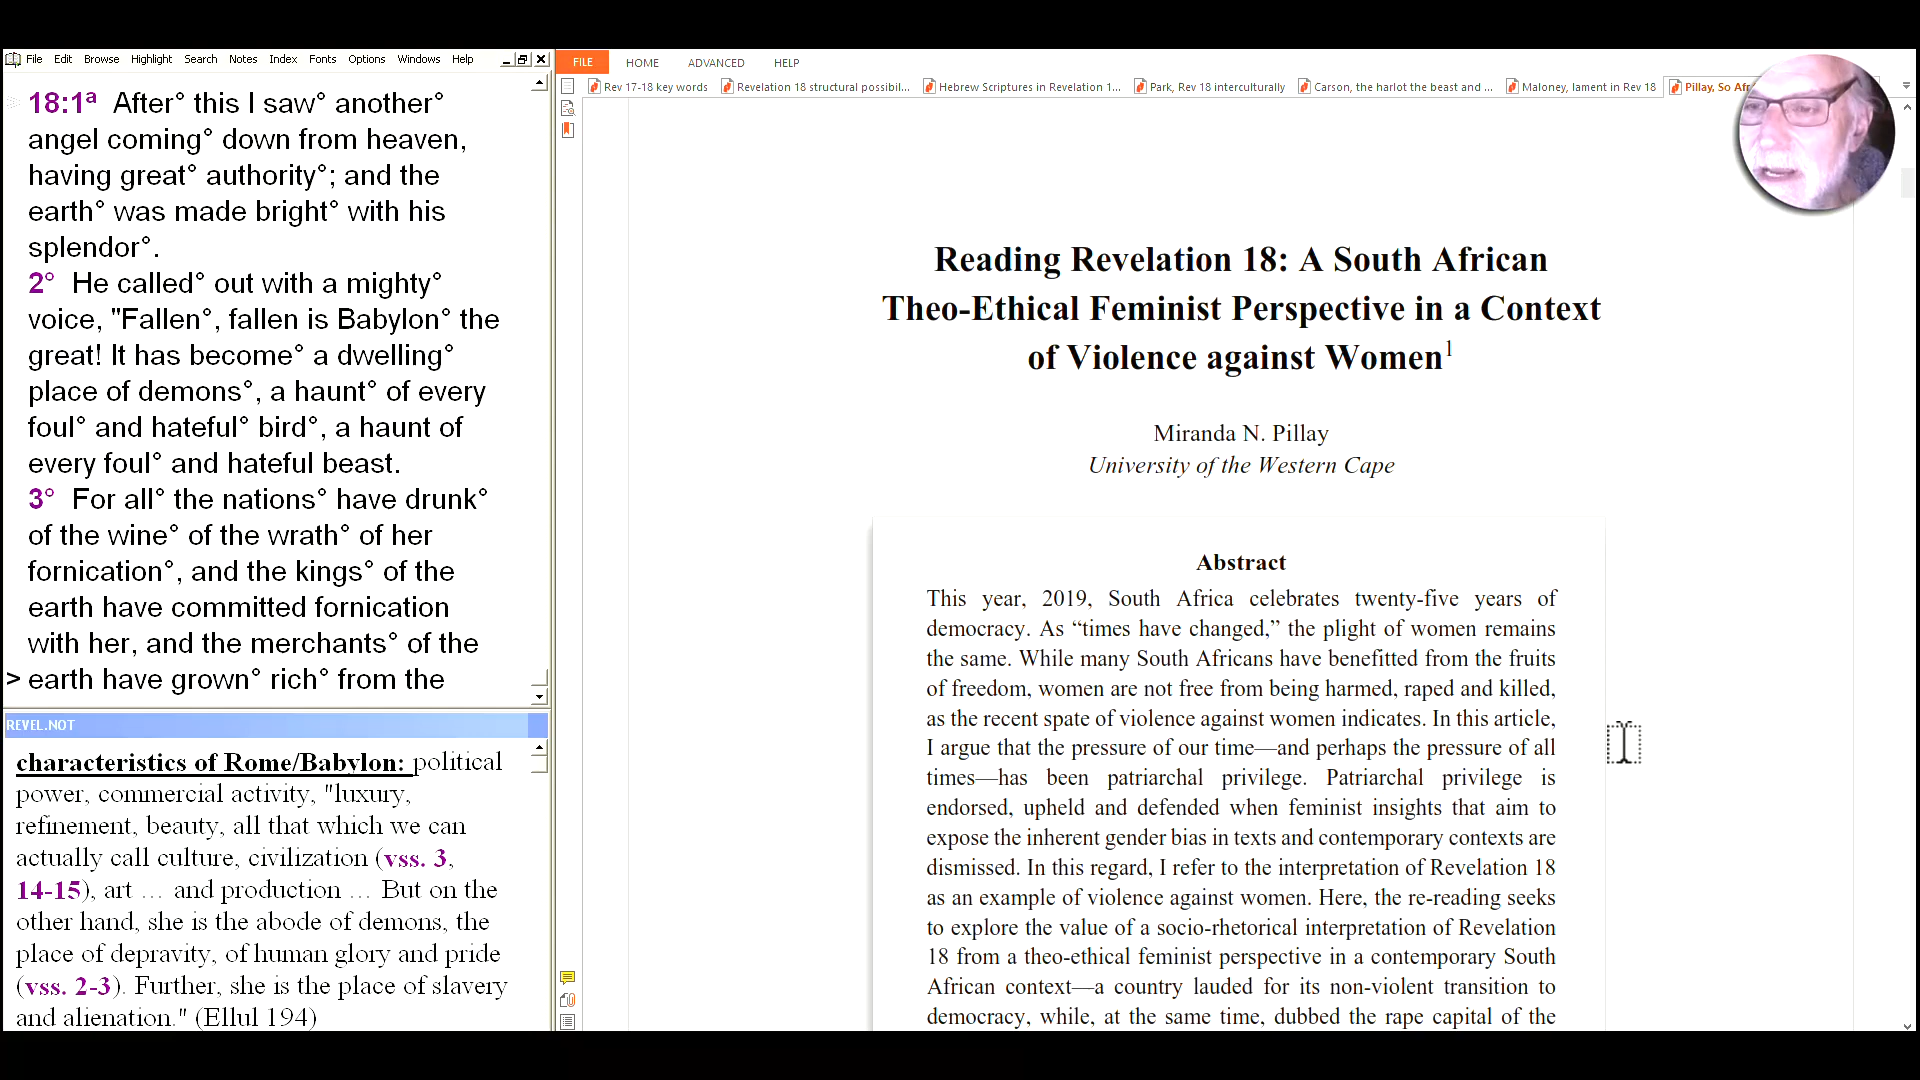 File Edit Browse Highlight Search Notes Index Fonts Options Windows Help
18:1ª After° this I saw° another°
angel coming° down from heaven,
having great° authority°; and the
earth° was made bright° with his
splendor°.
2° He called° out with a mighty°
voice, "Fallen°, fallen is Babylon° the
great! It has become° a dwelling°
place of demons°, a haunt° of every
foul° and hateful° bird°, a haunt of
every foul° and hateful beast.
3° For all° the nations° have drunk°
of the wine° of the wrath° of her
fornication°, and the kings° of the
earth have committed fornication
with her, and the merchants° of the
> earth have grown° rich° from the
REVEL.NOT
characteristics of Rome/Babylon: political
power, commercial activity, "luxury,
refinement, beauty, all that which we can
actually call culture, civilization (vss. 3,
14-15), art ... and production ... But on the
other hand, she is the abode of demons, the
place of depravity, of human glory and pride
(vss. 2-3). Further, she is the place of slavery
and alienation." (Ellul 194)
FILE HOME ADVANCED HELP
Rev 17-18 key words Revelation 18 structural possibil... Hebrew Scriptures in Revelation 1... Park, Rev 18 interculturally Carson, the harlot the beast and ... Maloney, lament in Rev 18 Pillay, So Afr
Reading Revelation 18: A South African
Theo-Ethical Feminist Perspective in a Context
of Violence against Women¹
Miranda N. Pillay
University of the Western Cape
Abstract
This year, 2019, South Africa celebrates twenty-five years of
democracy. As “times have changed,” the plight of women remains
the same. While many South Africans have benefitted from the fruits
of freedom, women are not free from being harmed, raped and killed,
as the recent spate of violence against women indicates. In this article,
I argue that the pressure of our time—and perhaps the pressure of all
times—has been patriarchal privilege. Patriarchal privilege is
endorsed, upheld and defended when feminist insights that aim to
expose the inherent gender bias in texts and contemporary contexts are
dismissed. In this regard, I refer to the interpretation of Revelation 18
as an example of violence against women. Here, the re-reading seeks
to explore the value of a socio-rhetorical interpretation of Revelation
18 from a theo-ethical feminist perspective in a contemporary South
African context—a country lauded for its non-violent transition to
democracy, while, at the same time, dubbed the rape capital of the